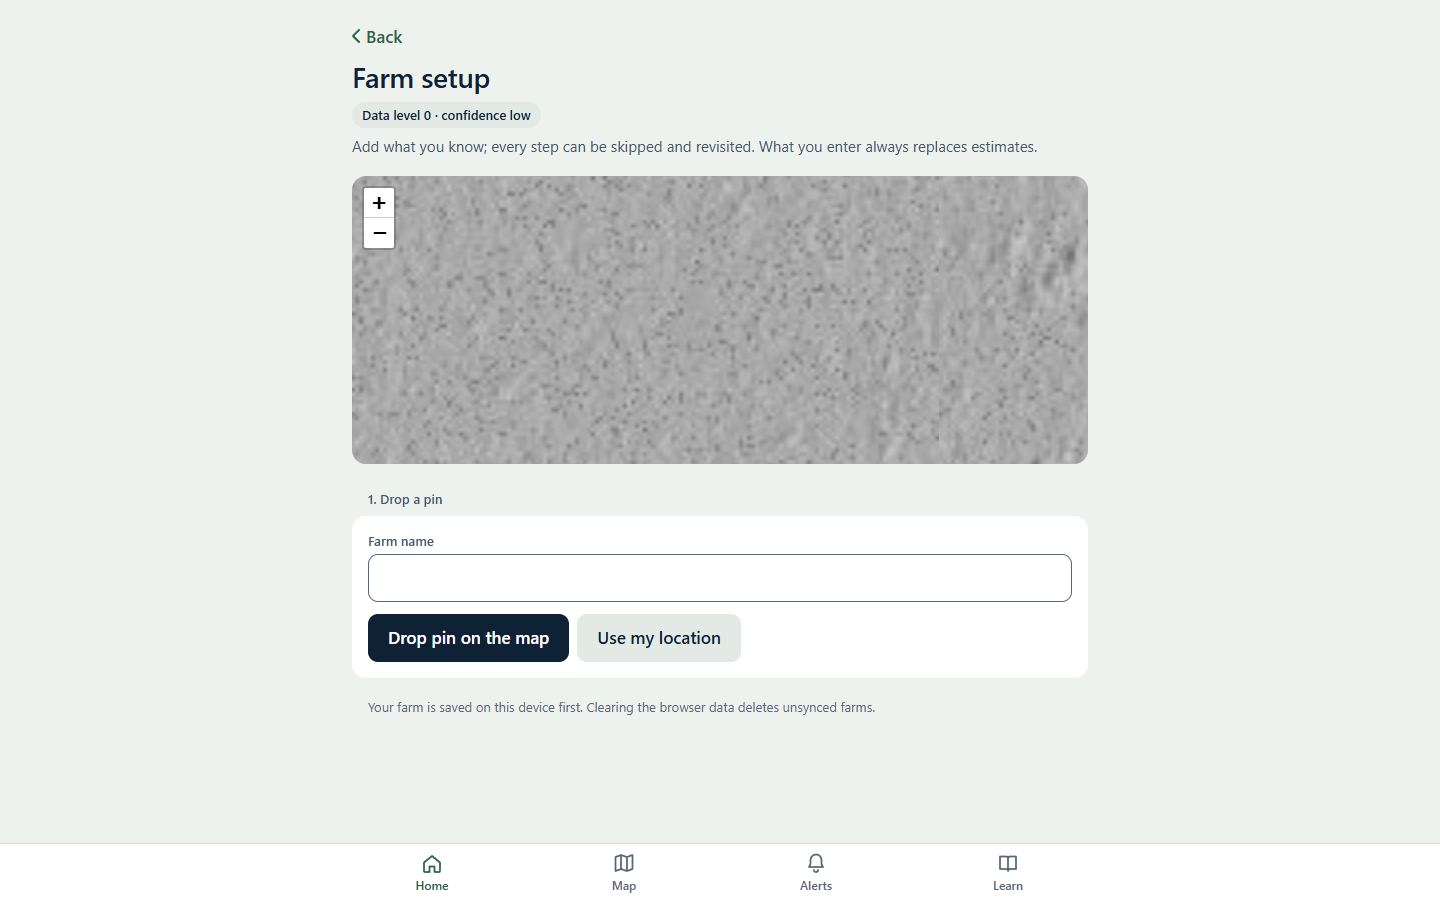 Back
Farm setup
Data level 0 · confidence low
Add what you know; every step can be skipped and revisited. What you enter always replaces estimates.
+
−
1. Drop a pin
Farm name
Drop pin on the map
Use my location
Your farm is saved on this device first. Clearing the browser data deletes unsynced farms.
Home
Map
Alerts
Learn